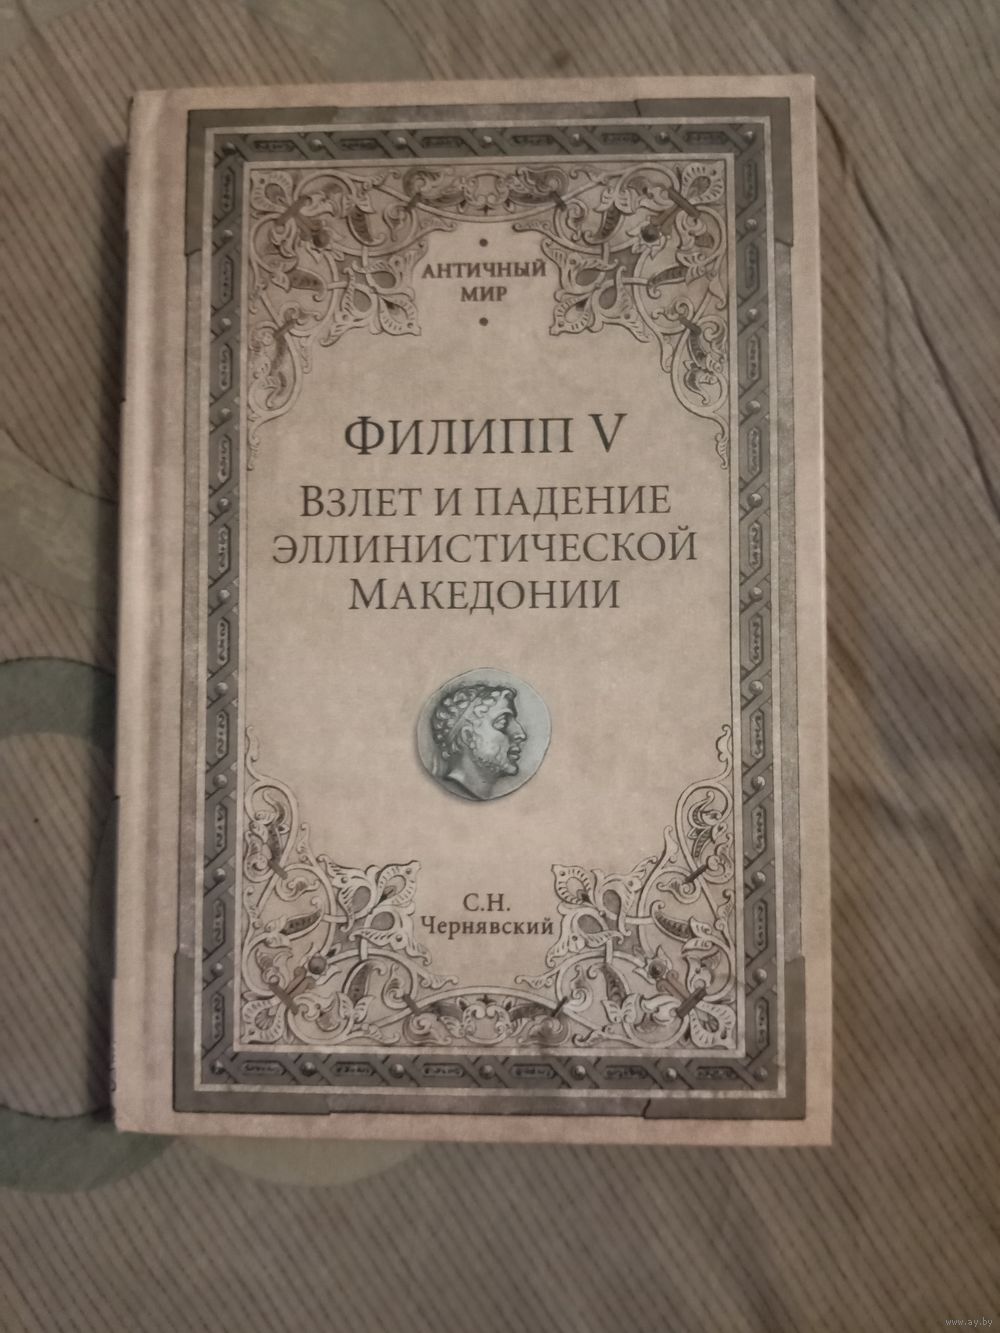 АНТИЧНЫЙ
МИР
ФИЛИПП V
ВЗЛЕТ И ПАДЕНИЕ
ЭЛЛИНИСТИЧЕСКОЙ
МАКЕДОНИИ
С.Н.
Чернявский
www.ay.by